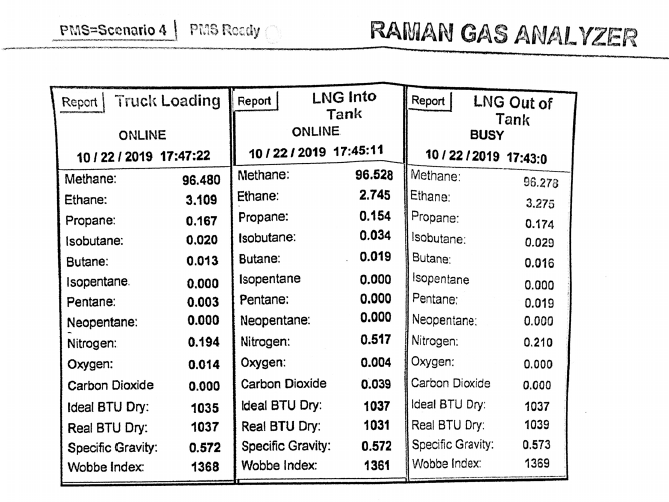 PMS=Scenario 4 PMS Ready RAMAN GAS ANALYZER
Report Truck Loading
ONLINE
10 / 22 / 2019 17:47:22
Methane: 96.480
Ethane: 3.109
Propane: 0.167
Isobutane: 0.020
Butane: 0.013
Isopentane 0.000
Pentane: 0.003
Neopentane: 0.000
Nitrogen: 0.194
Oxygen: 0.014
Carbon Dioxide 0.000
Ideal BTU Dry: 1035
Real BTU Dry: 1037
Specific Gravity: 0.572
Wobbe Index: 1368
Report LNG Into
Tank
ONLINE
10 / 22 / 2019 17:45:11
Methane: 96.528
Ethane: 2.745
Propane: 0.154
Isobutane: 0.034
Butane: 0.019
Isopentane 0.000
Pentane: 0.000
Neopentane: 0.000
Nitrogen: 0.517
Oxygen: 0.004
Carbon Dioxide 0.039
Ideal BTU Dry: 1037
Real BTU Dry: 1031
Specific Gravity: 0.572
Wobbe Index: 1361
Report LNG Out of
Tank
BUSY
10 / 22 / 2019 17:43:0
Methane: 96.278
Ethane: 3.275
Propane: 0.174
Isobutane: 0.029
Butane: 0.016
Isopentane 0.000
Pentane: 0.019
Neopentane: 0.000
Nitrogen: 0.210
Oxygen: 0.000
Carbon Dioxide 0.000
Ideal BTU Dry: 1037
Real BTU Dry: 1039
Specific Gravity: 0.573
Wobbe Index: 1369